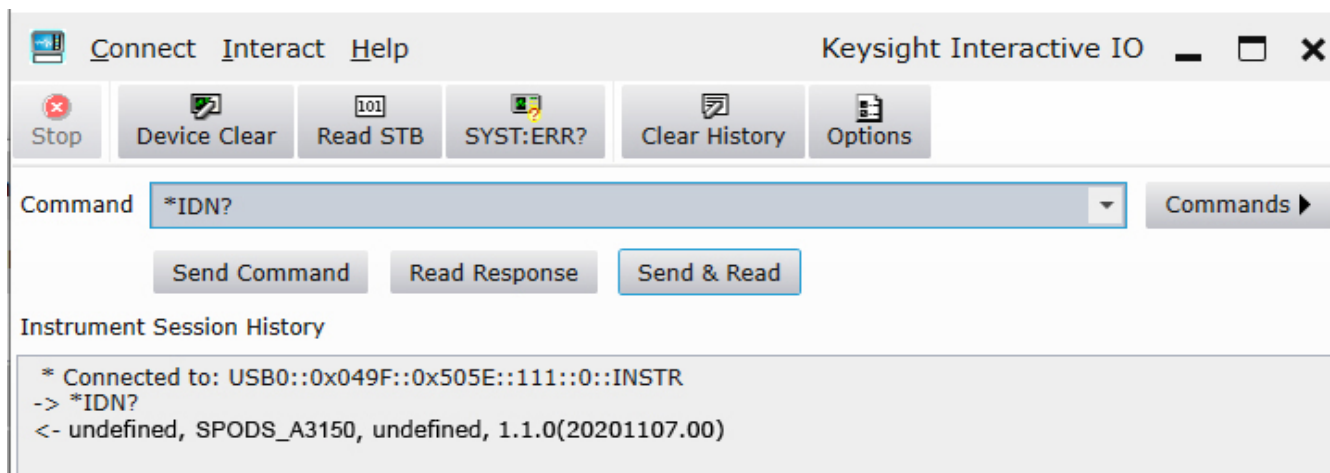 Connect Interact Help Keysight Interactive IO
Stop Device Clear 101 Read STB SYST:ERR? Clear History Options
Command *IDN? Commands
Send Command Read Response Send & Read
Instrument Session History
* Connected to: USB0::0x049F::0x505E::111::0::INSTR
-> *IDN?
<- undefined, SPODS_A3150, undefined, 1.1.0(20201107.00)